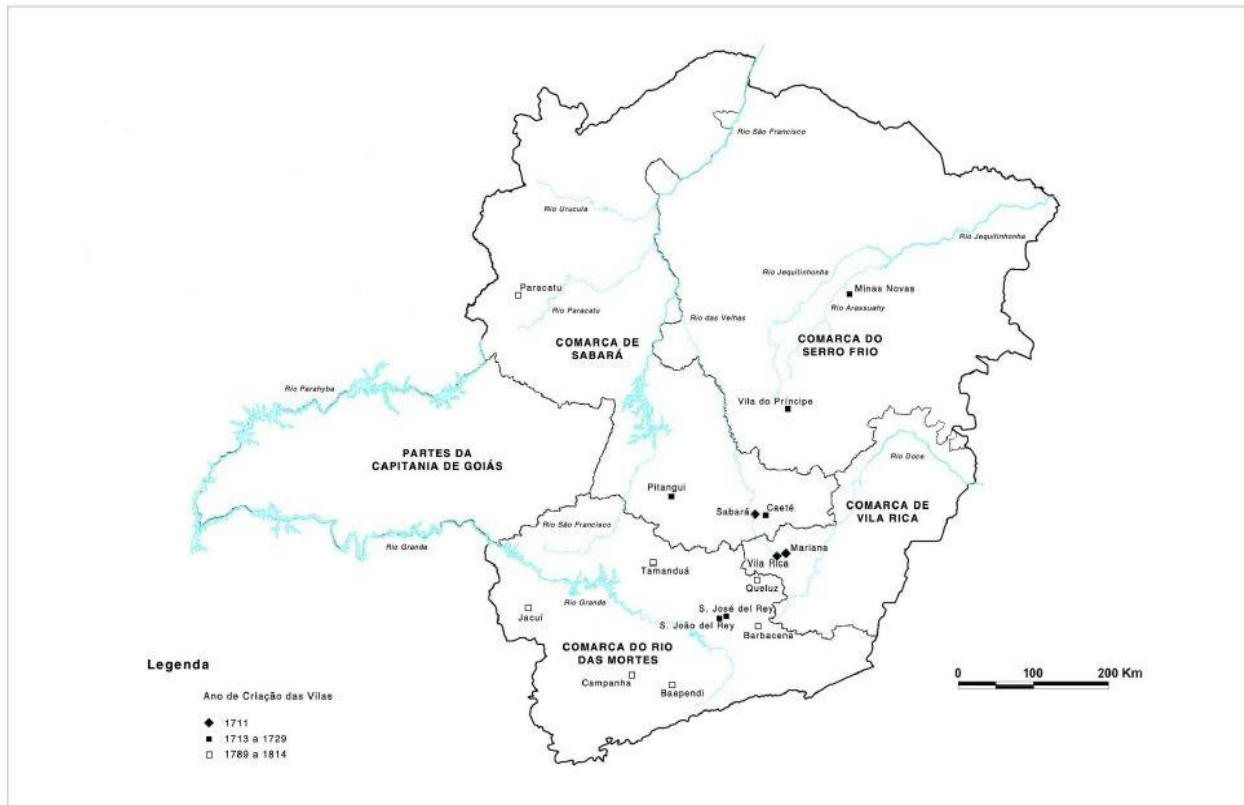 Rio São Francisco
Rio Urucuia
Rio Jequitinhonha
Rio Jequitinhonha
Paracatu
Minas Novas
Rio Arassuahy
Rio Paracatu
Rio das Velhas
COMARCA DE
SABARÁ
COMARCA DO
SERRO FRIO
Rio Parahyba
Vila do Príncipe
PARTES DA
CAPITANIA DE GOIÁS
Rio Doce
Pitangui
Sabará
Caeté
COMARCA DE
VILA RICA
Rio São Francisco
Rio Grande
Mariana
Vila Rica
Tamanduá
Queluz
Rio Grande
Jacuí
S. José del Rey
S. João del Rey
Barbacena
COMARCA DO RIO
DAS MORTES
Campanha
Baependi
Legenda
Ano de Criação das Vilas
1711
1713 a 1729
1789 a 1814
0 100 200 Km